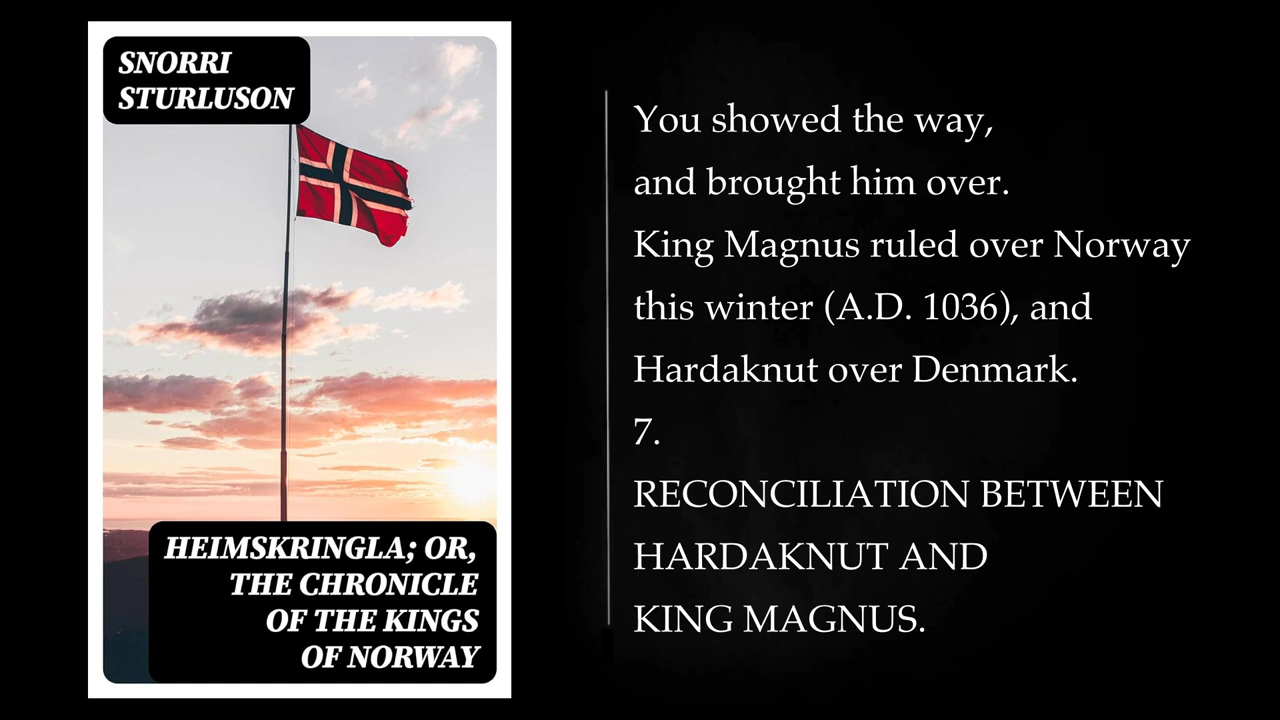 SNORRI
STURLUSON
HEIMSKRINGLA; OR,
THE CHRONICLE
OF THE KINGS
OF NORWAY
You showed the way,
and brought him over.
King Magnus ruled over Norway
this winter (A.D. 1036), and
Hardaknut over Denmark.
7.
RECONCILIATION BETWEEN
HARDAKNUT AND
KING MAGNUS.